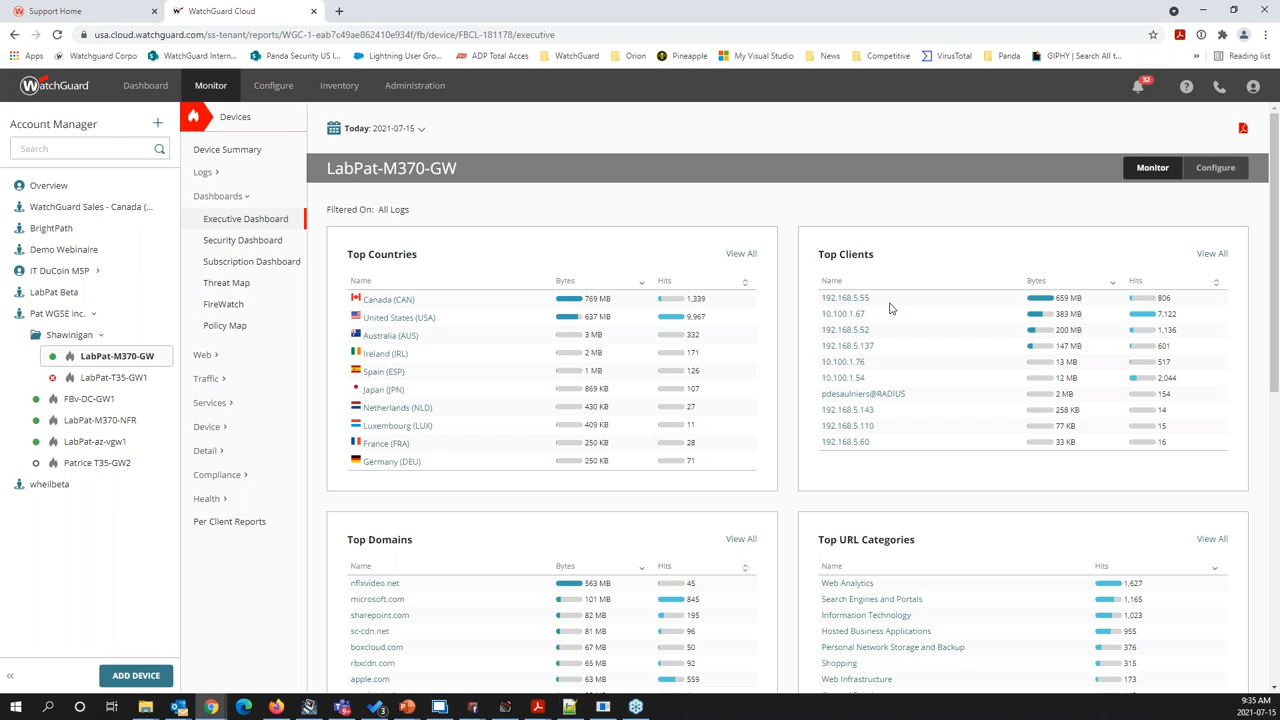 Support Home
WatchGuard Cloud
usa.cloud.watchguard.com/ss-tenant/reports/WGC-1-eab7c49ae862410e934f/fb/device/FBCL-181178/executive
Apps
Watchguard Corpo
WatchGuard Intern...
Panda Security US I...
Lightning User Gro...
ADP Total Acces
WatchGuard
Orion
Pineapple
My Visual Studio
News
Competitive
VirusTotal
Panda
GIPHY | Search All t...
»
Reading list
WatchGuard
Dashboard
Monitor
Configure
Inventory
Administration
32
Account Manager
Search
Overview
WatchGuard Sales - Canada (...
BrightPath
Demo Webinaire
IT DuCoin MSP
LabPat Beta
Pat WGSE inc.
Shawinigan
LabPat-M370-GW
LabPat-T35-GW1
FBv-DC-GW1
LabPat-M370-NFR
LabPat-az-vgw1
Patrice T35-GW2
wheilbeta
ADD DEVICE
Devices
Device Summary
Logs
Dashboards
Executive Dashboard
Security Dashboard
Subscription Dashboard
Threat Map
FireWatch
Policy Map
Web
Traffic
Services
Device
Detail
Compliance
Health
Per Client Reports
Today: 2021-07-15
LabPat-M370-GW
Monitor
Configure
Filtered On: All Logs
Top Countries
View All
Name Bytes Hits
Canada (CAN) 769 MB 1,339
United States (USA) 637 MB 9,967
Australia (AUS) 3 MB 332
Ireland (IRL) 2 MB 171
Spain (ESP) 1 MB 126
Japan (JPN) 869 KB 107
Netherlands (NLD) 430 KB 27
Luxembourg (LUX) 409 KB 11
France (FRA) 250 KB 28
Germany (DEU) 250 KB 71
Top Clients
View All
Name Bytes Hits
192.168.5.55 659 MB 806
10.100.1.67 383 MB 7,122
192.168.5.52 200 MB 1,136
192.168.5.137 147 MB 601
10.100.1.76 13 MB 517
10.100.1.54 12 MB 2,044
pdesaulniers@RADIUS 2 MB 154
192.168.5.143 258 KB 14
192.168.5.110 77 KB 15
192.168.5.60 33 KB 16
Top Domains
View All
Name Bytes Hits
nflxvideo.net 563 MB 45
microsoft.com 101 MB 845
sharepoint.com 82 MB 195
sc-cdn.net 81 MB 96
boxcloud.com 67 MB 50
rbxcdn.com 65 MB 92
apple.com 63 MB 559
Top URL Categories
View All
Name Hits
Web Analytics 1,627
Search Engines and Portals 1,165
Information Technology 1,023
Hosted Business Applications 955
Personal Network Storage and Backup 376
Shopping 315
Web Infrastructure 173
9:35 AM
2021-07-15